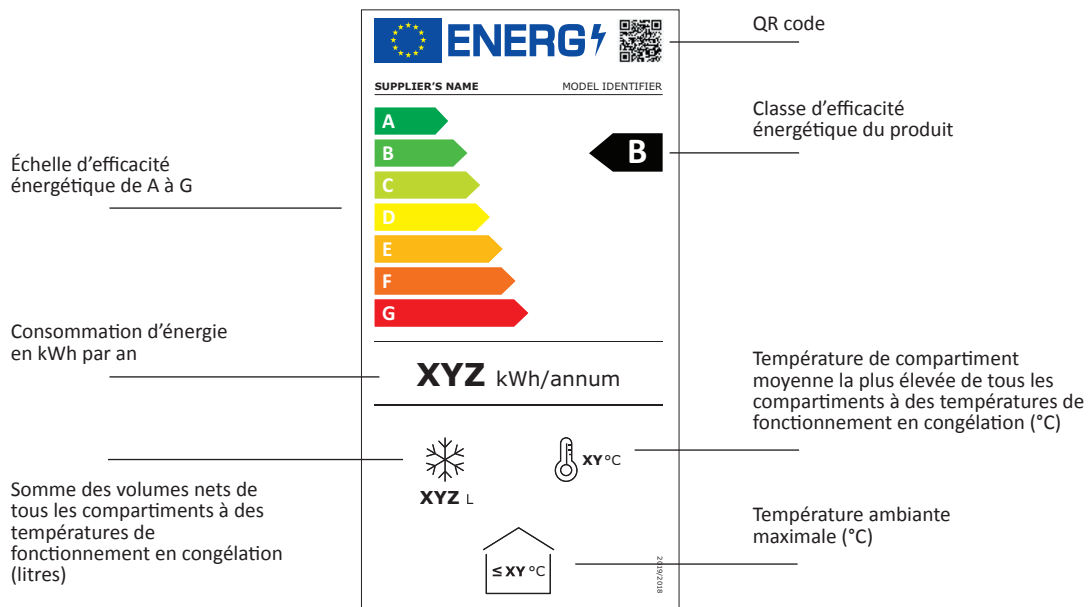 ENERG
QR code
SUPPLIER'S NAME MODEL IDENTIFIER
A
B
C
D
E
F
G
B
Classe d’efficacité
énergétique du produit
Échelle d’efficacité
énergétique de A à G
Consommation d’énergie
en kWh par an
XYZ kWh/annum
Température de compartiment
moyenne la plus élevée de tous les
compartiments à des températures de
fonctionnement en congélation (°C)
XYZ L
XY °C
Somme des volumes nets de
tous les compartiments à des
températures de
fonctionnement en congélation
(litres)
Température ambiante
maximale (°C)
≤ XY °C
2019/2018